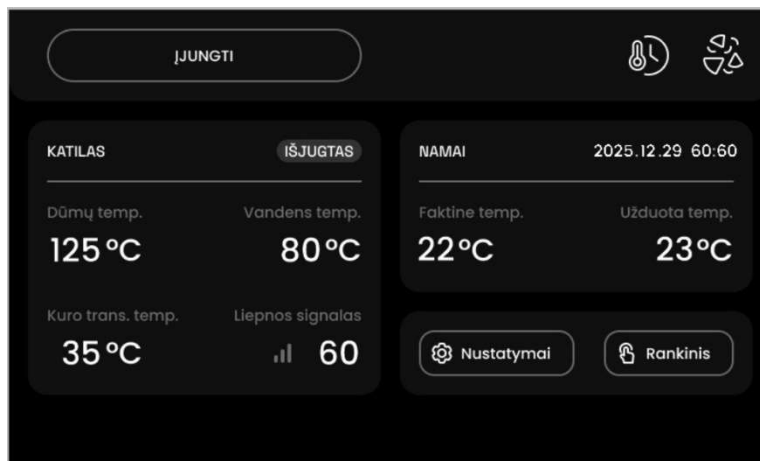 ĮJUNGTI
KATILAS IŠJUGTAS
Dūmų temp. Vandens temp.
125 °C 80 °C
Kuro trans. temp. Liepnos signalas
35 °C 60
NAMAI 2025.12.29 60:60
Faktine temp. Užduota temp.
22 °C 23 °C
Nustatymai Rankinis